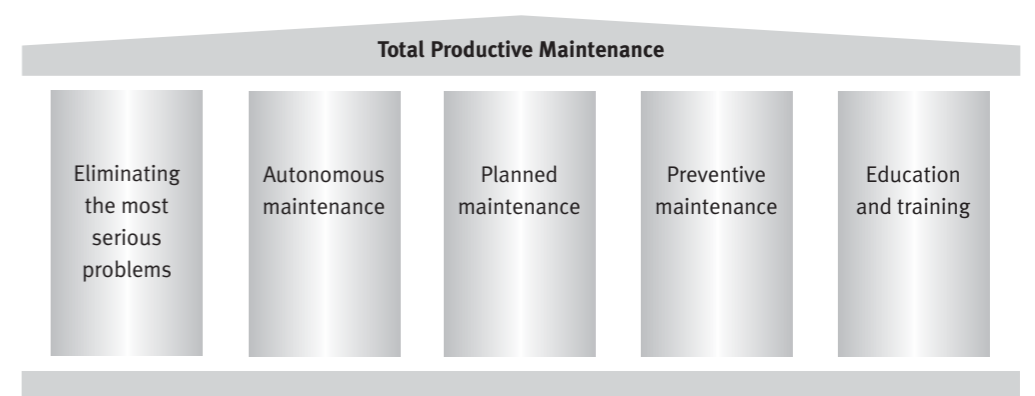 Total Productive Maintenance
Eliminating
the most
serious
problems
Autonomous
maintenance
Planned
maintenance
Preventive
maintenance
Education
and training